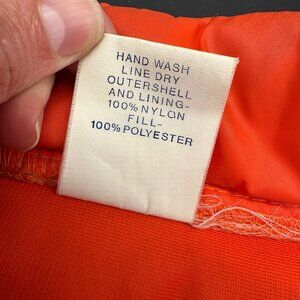 HAND WASH
LINE DRY
OUTERSHELL
AND LINING-
100% NYLON
FILL-
100% POLYESTER